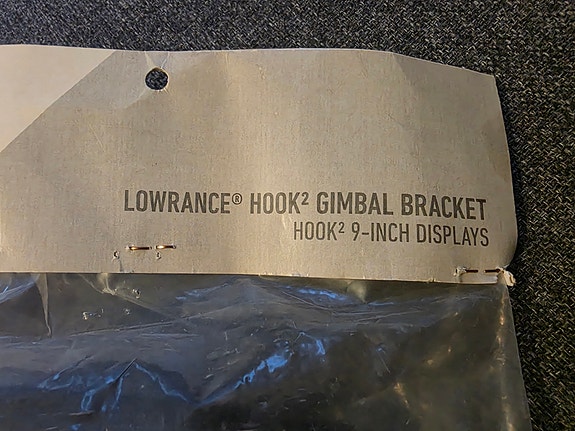 LOWRANCE® HOOK² GIMBAL BRACKET
HOOK² 9-INCH DISPLAYS